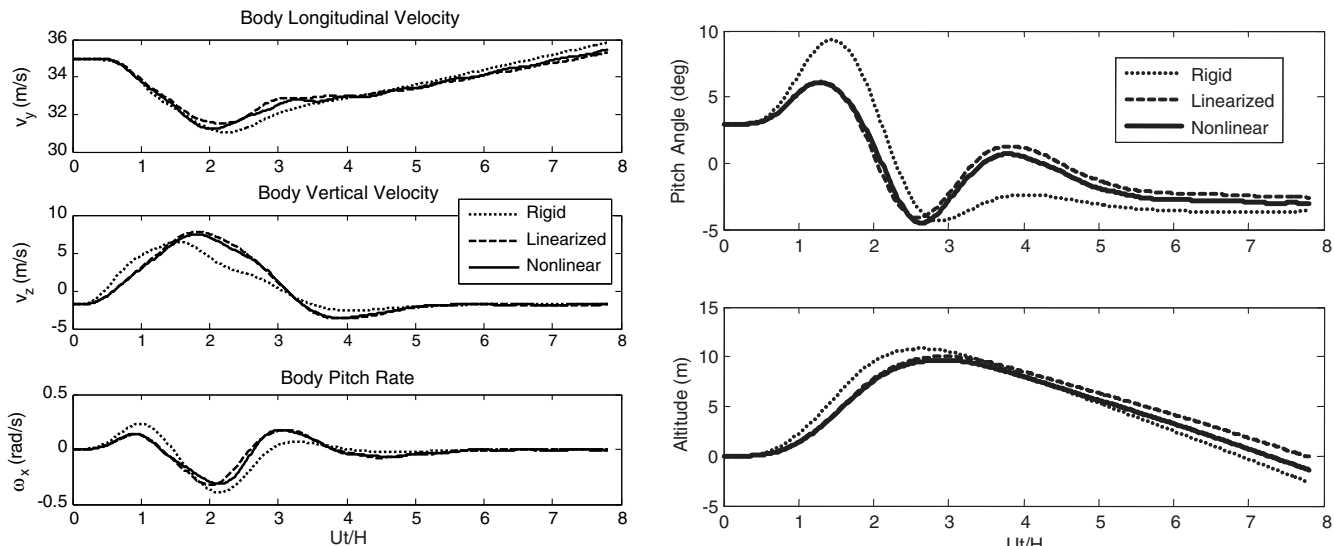 Body Longitudinal Velocity
36
34
32
30
v_y (m/s)
0 1 2 3 4 5 6 7 8
Body Vertical Velocity
10
5
0
-5
v_z (m/s)
Rigid
Linearized
Nonlinear
0 1 2 3 4 5 6 7 8
Body Pitch Rate
0.5
0
-0.5
ω_x (rad/s)
0 1 2 3 4 5 6 7 8
Ut/H
10
5
0
-5
Pitch Angle (deg)
Rigid
Linearized
Nonlinear
0 1 2 3 4 5 6 7 8
15
10
5
0
-5
Altitude (m)
0 1 2 3 4 5 6 7 8
Ut/H